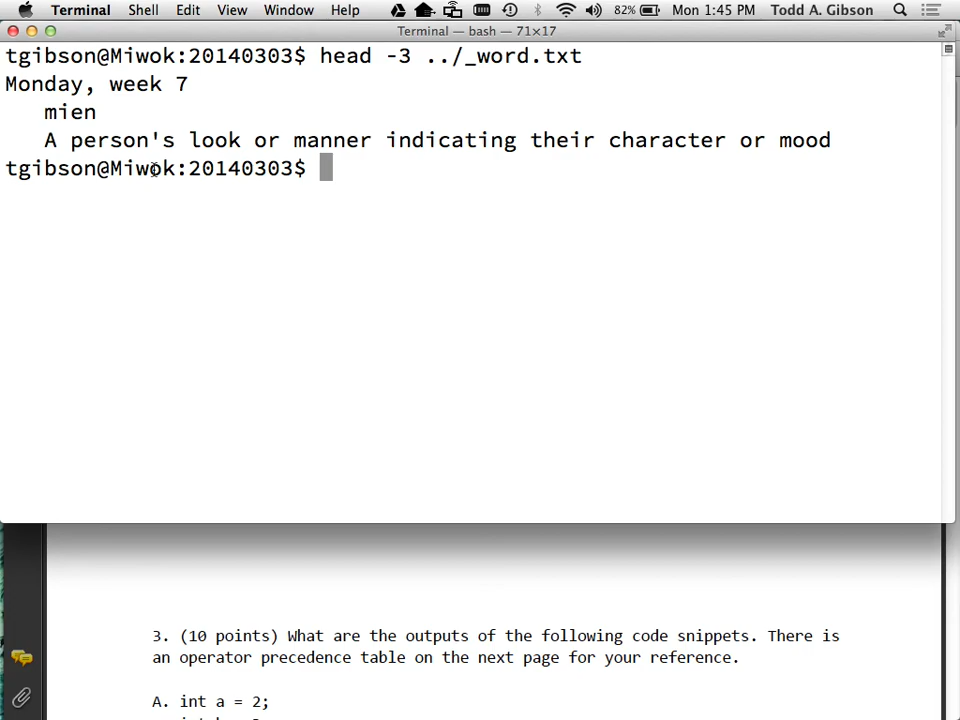 Terminal Shell Edit View Window Help 82% Mon 1:45 PM Todd A. Gibson
Terminal — bash — 71×17
tgibson@Miwok:20140303$ head -3 ../_word.txt
Monday, week 7
mien
A person's look or manner indicating their character or mood
tgibson@Miwok:20140303$
3. (10 points) What are the outputs of the following code snippets. There is
an operator precedence table on the next page for your reference.
A. int a = 2;